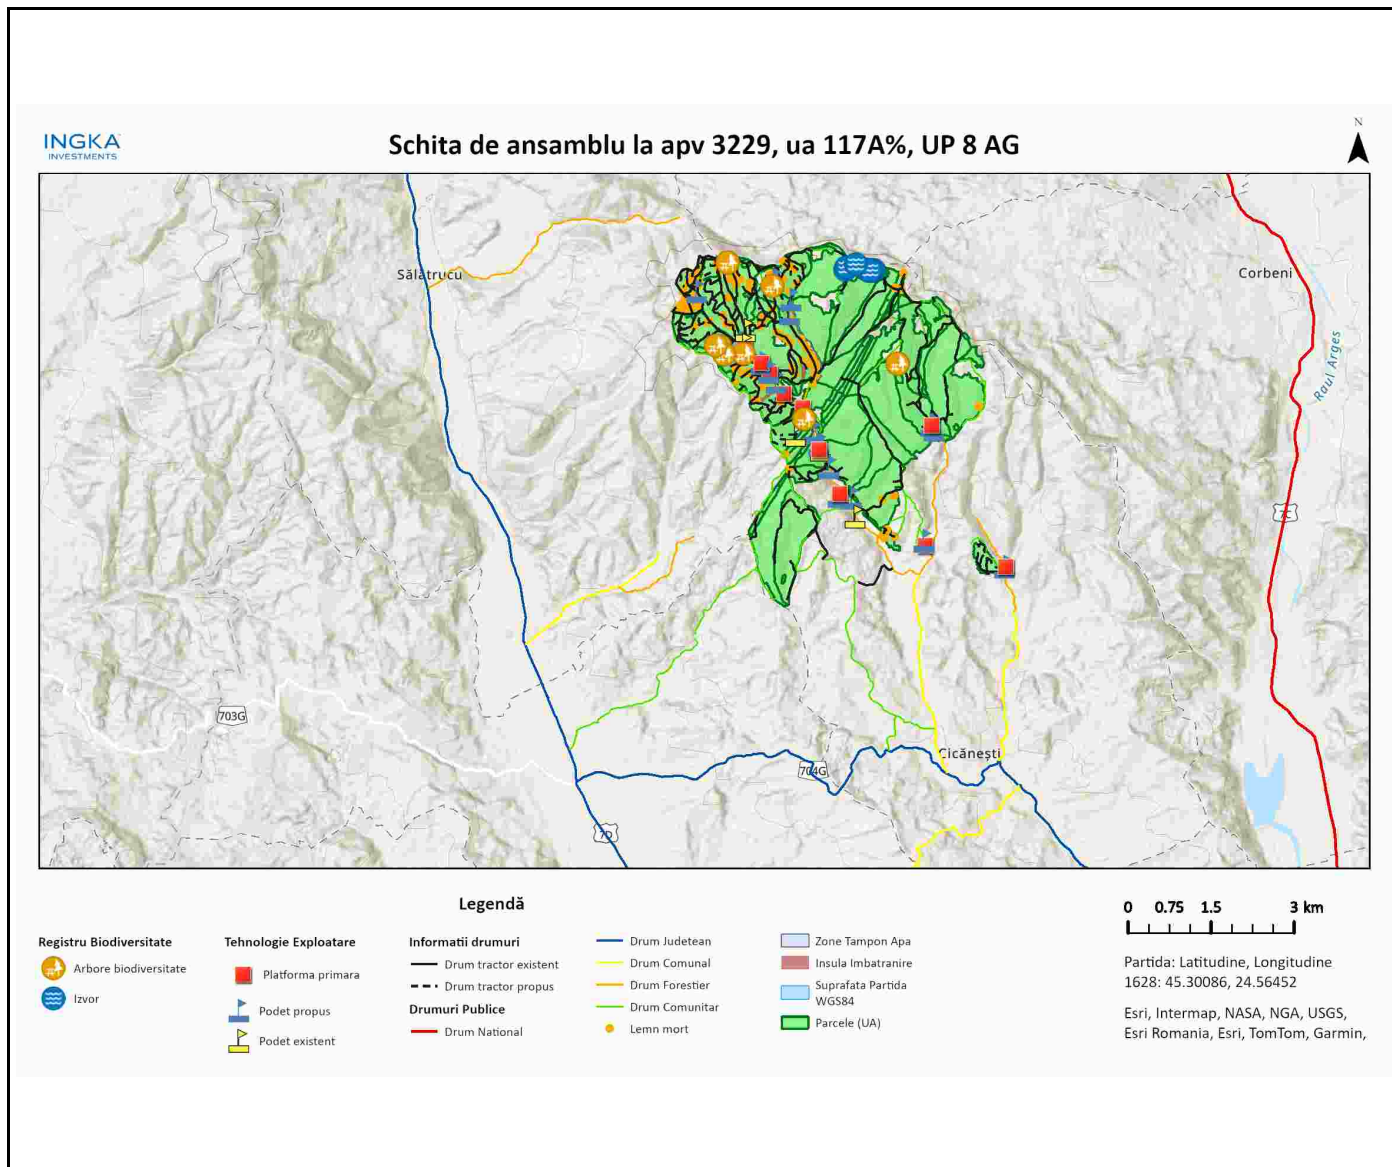 INGKA
INVESTMENTS
Schita de ansamblu la apv 3229, ua 117A%, UP 8 AG
N
Sălătrucu
Corbeni
Raul Arges
7C
703G
Cicănești
704G
7D
Legendă
Registru Biodiversitate
Arbore biodiversitate
Izvor
Tehnologie Exploatare
Platforma primara
Podet propus
Podet existent
Informatii drumuri
Drum tractor existent
Drum tractor propus
Drumuri Publice
Drum National
Drum Judetean
Drum Comunal
Drum Forestier
Drum Comunitar
Lemn mort
Zone Tampon Apa
Insula Imbatranire
Suprafata Partida
WGS84
Parcele (UA)
0 0.75 1.5 3 km
Partida: Latitudine, Longitudine
1628: 45.30086, 24.56452
Esri, Intermap, NASA, NGA, USGS,
Esri Romania, Esri, TomTom, Garmin,